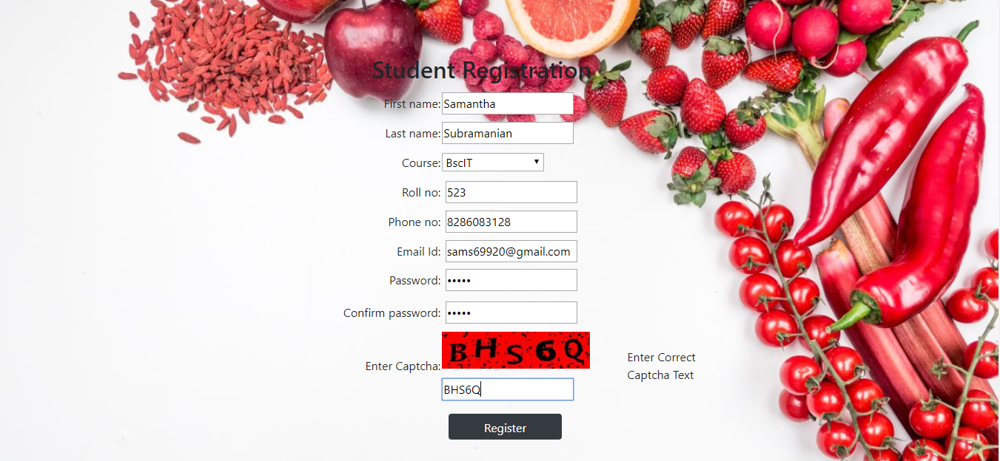 Student Registration
First name: Samantha
Last name: Subramanian
Course: BscIT
Roll no: 523
Phone no: 8286083128
Email Id: sams69920@gmail.com
Password: •••••
Confirm password: •••••
BHS6Q
Enter Captcha:
Enter Correct
Captcha Text
BHS6Q
Register